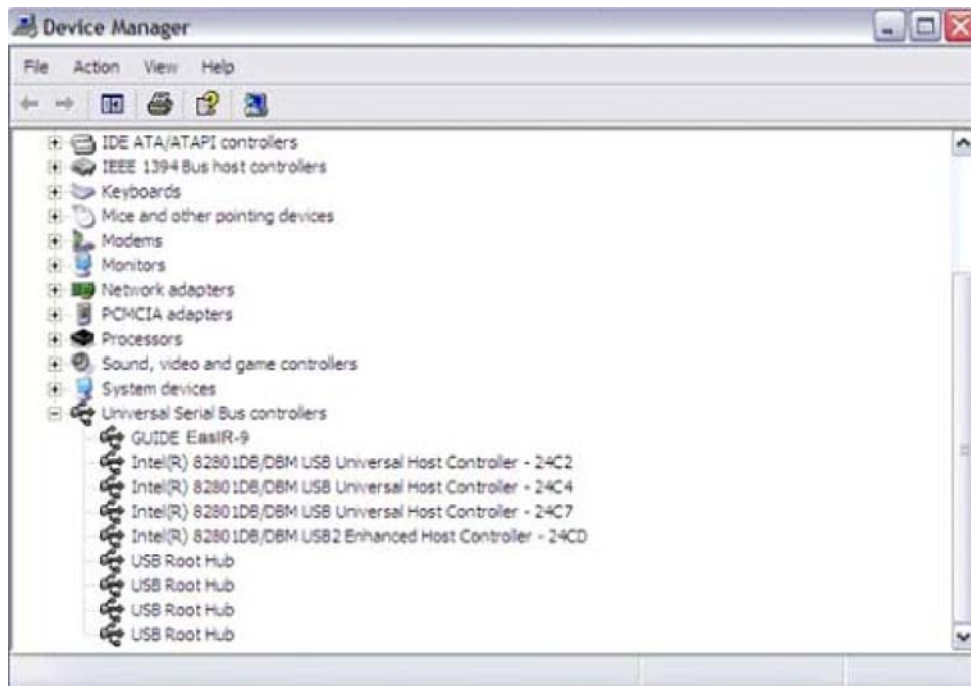 Device Manager
File Action View Help
IDE ATA/ATAPI controllers
IEEE 1394 Bus host controllers
Keyboards
Mice and other pointing devices
Modems
Monitors
Network adapters
PCMCIA adapters
Processors
Sound, video and game controllers
System devices
Universal Serial Bus controllers
GUIDE EasIR-9
Intel(R) 82801DB/DBM USB Universal Host Controller - 24C2
Intel(R) 82801DB/DBM USB Universal Host Controller - 24C4
Intel(R) 82801DB/DBM USB Universal Host Controller - 24C7
Intel(R) 82801DB/DBM USB2 Enhanced Host Controller - 24CD
USB Root Hub
USB Root Hub
USB Root Hub
USB Root Hub